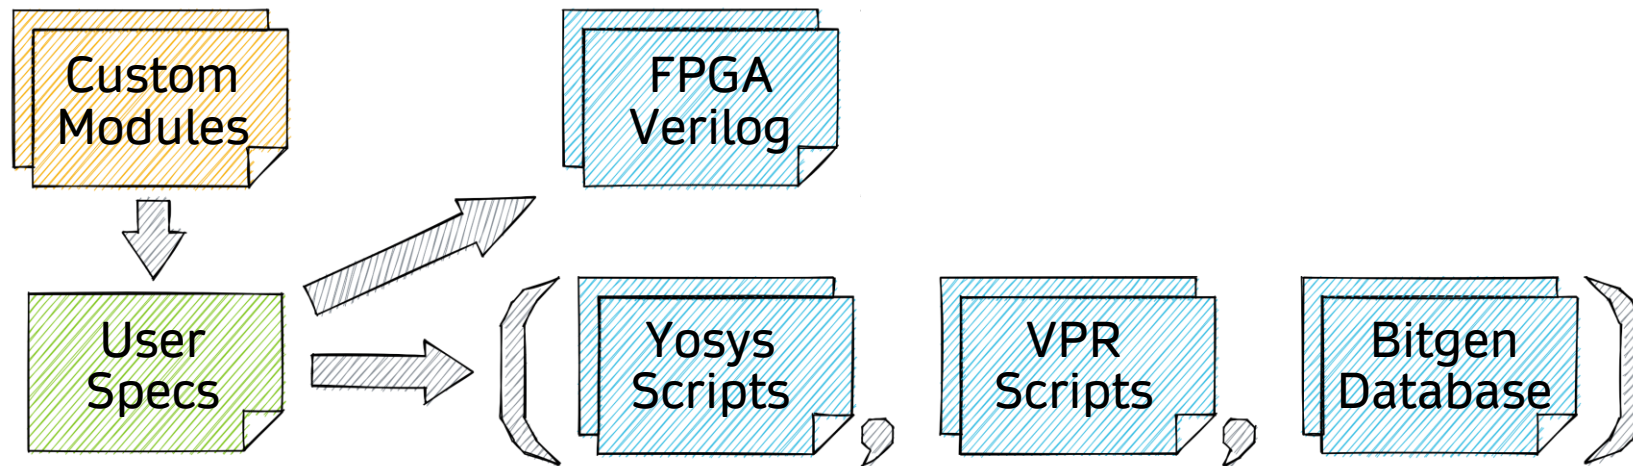 Custom
Modules
FPGA
Verilog
User
Specs
(
Yosys
Scripts
,
VPR
Scripts
,
Bitgen
Database
)